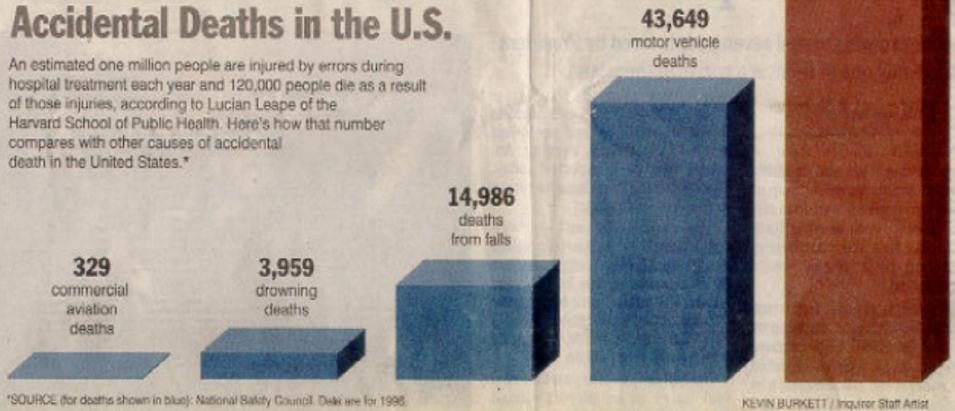 Accidental Deaths in the U.S.
An estimated one million people are injured by errors during
hospital treatment each year and 120,000 people die as a result
of those injuries, according to Lucian Leape of the
Harvard School of Public Health. Here's how that number
compares with other causes of accidental
death in the United States.*
329
commercial
aviation
deaths
3,959
drowning
deaths
14,986
deaths
from falls
43,649
motor vehicle
deaths
*SOURCE (for deaths shown in blue): National Safety Council. Data are for 1996.
KEVIN BURKETT / Inquirer Staff Artist